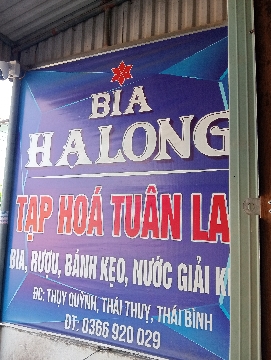 BIA
HALONG
TẠP HOÁ TUÂN LA
BIA, RƯỢU, BÁNH KẸO, NƯỚC GIẢI K
ĐC: THỤY QUỲNH, THÁI THỤY, THÁI BÌNH
ĐT: 0366 920 029